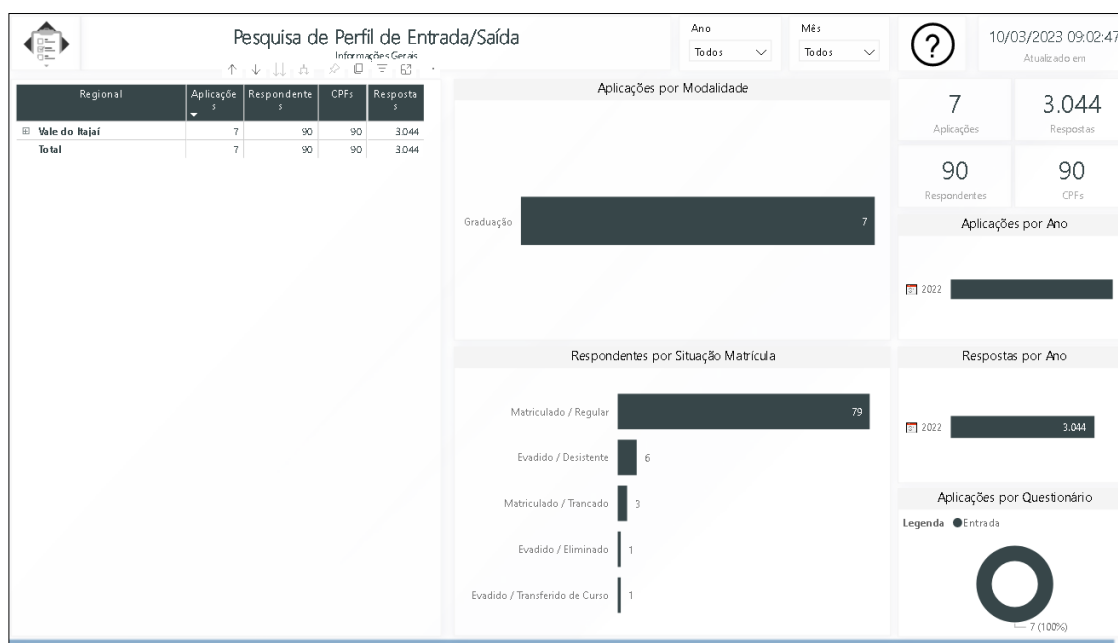 Pesquisa de Perfil de Entrada/Saída
Informações Gerais
Ano
Todos
Mês
Todos
?
10/03/2023 09:02:47
Atualizado em
Regional Aplicaçõe s Respondente s CPFs Resposta s
Vale do Itajaí 7 90 90 3.044
Total 7 90 90 3.044
Aplicações por Modalidade
Graduação 7
Respondentes por Situação Matrícula
Matriculado / Regular 79
Evadido / Desistente 6
Matriculado / Trancado 3
Evadido / Eliminado 1
Evadido / Transferido de Curso 1
7
Aplicações
3.044
Respostas
90
Respondentes
90
CPFs
Aplicações por Ano
2022
Respostas por Ano
2022 3.044
Aplicações por Questionário
Legenda Entrada
7 (100%)